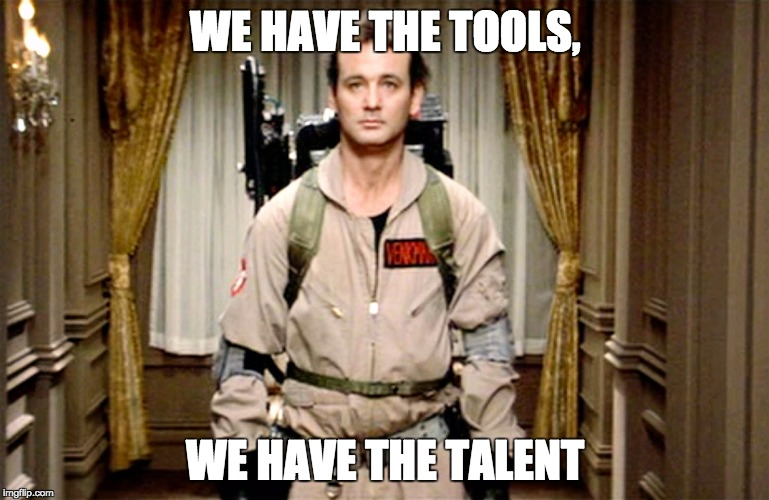 WE HAVE THE TOOLS,
VENKMAN
WE HAVE THE TALENT
imgflip.com